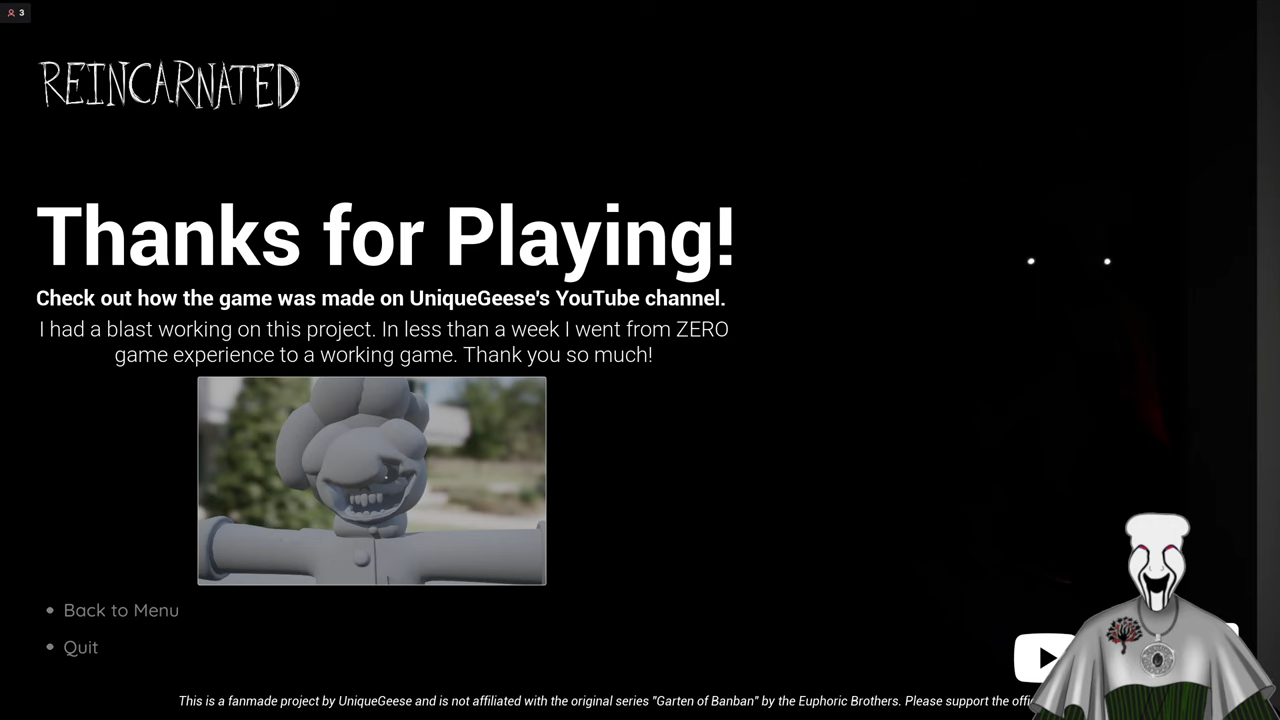 3
REINCARNATED
Thanks for Playing!
Check out how the game was made on UniqueGeese's YouTube channel.
I had a blast working on this project. In less than a week I went from ZERO
game experience to a working game. Thank you so much!
Back to Menu
Quit
This is a fanmade project by UniqueGeese and is not affiliated with the original series "Garten of Banban" by the Euphoric Brothers. Please support the